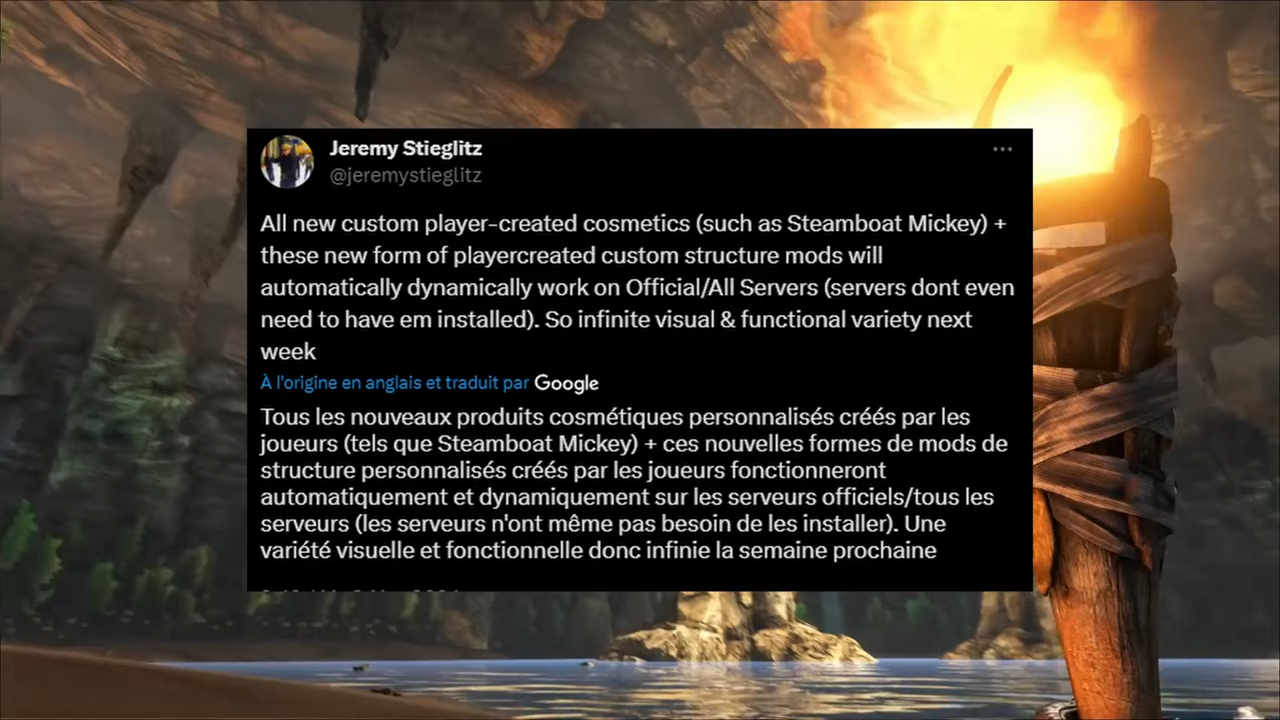 Jeremy Stieglitz
@jeremystieglitz
All new custom player-created cosmetics (such as Steamboat Mickey) +
these new form of playercreated custom structure mods will
automatically dynamically work on Official/All Servers (servers dont even
need to have em installed). So infinite visual & functional variety next
week
À l'origine en anglais et traduit par Google
Tous les nouveaux produits cosmétiques personnalisés créés par les
joueurs (tels que Steamboat Mickey) + ces nouvelles formes de mods de
structure personnalisés créés par les joueurs fonctionneront
automatiquement et dynamiquement sur les serveurs officiels/tous les
serveurs (les serveurs n'ont même pas besoin de les installer). Une
variété visuelle et fonctionnelle donc infinie la semaine prochaine